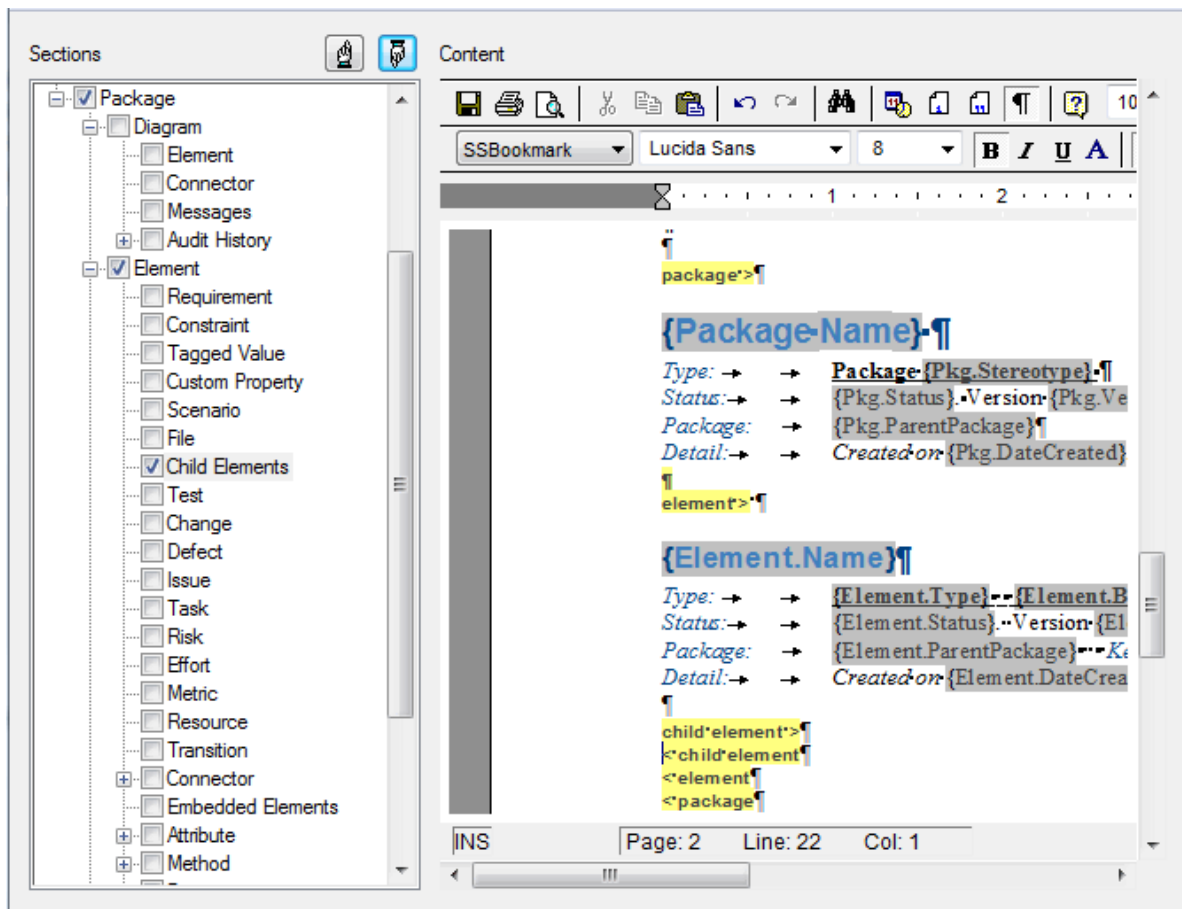 Sections
Package
Diagram
Element
Connector
Messages
Audit History
Element
Requirement
Constraint
Tagged Value
Custom Property
Scenario
File
Child Elements
Test
Change
Defect
Issue
Task
Risk
Effort
Metric
Resource
Transition
Connector
Embedded Elements
Attribute
Method
Content
10
SSBookmark Lucida Sans 8 B I U A
1 2
¶
package·>¶
{Package·Name}·¶
Type: → → Package·{Pkg.Stereotype}·¶
Status:→ → {Pkg.Status}.·Version·{Pkg.Ve
Package: → {Pkg.ParentPackage}¶
Detail:→ → Created·on·{Pkg.DateCreated}
¶
element·>·¶
{Element.Name}¶
Type: → → {Element.Type}·-·{Element.B
Status:→ → {Element.Status}.··Version·{El
Package: → {Element.ParentPackage}····Ke
Detail:→ → Created·on·{Element.DateCrea
¶
child·element·>¶
<·child·element¶
<·element¶
<·package¶
INS Page: 2 Line: 22 Col: 1